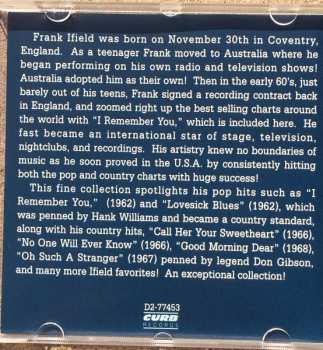 Frank Ifield was born on November 30th in Coventry,
England. As a teenager Frank moved to Australia where he
began performing on his own radio and television shows!
Australia adopted him as their own! Then in the early 60's, just
barely out of his teens, Frank signed a recording contract back
in England, and zoomed right up the best selling charts around
the world with "I Remember You," which is included here. He
fast became an international star of stage, television,
nightclubs, and recordings. His artistry knew no boundaries of
music as he soon proved in the U.S.A. by consistently hitting
both the pop and country charts with huge success!
This fine collection spotlights his pop hits such as "I
Remember You," (1962) and "Lovesick Blues" (1962), which
was penned by Hank Williams and became a country standard,
along with his country hits, "Call Her Your Sweetheart" (1966),
"No One Will Ever Know" (1966), "Good Morning Dear" (1968),
"Oh Such A Stranger" (1967) penned by legend Don Gibson,
and many more Ifield favorites! An exceptional collection!
D2-77453
CURB
RECORDS